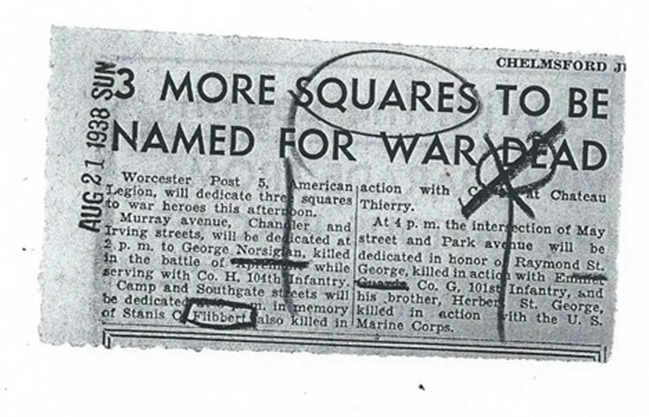 CHELMSFORD
AUG 21 1938 SUN
3 MORE SQUARES TO BE
NAMED FOR WAR DEAD
Worcester Post 5, American
Legion, will dedicate three squares
to war heroes this afternoon.
Murray avenue, Chandler and
Irving streets, will be dedicated at
2 p. m. to George Norsigian, killed
in the battle of Apremont while
serving with Co. H. 104th Infantry.
Camp and Southgate streets will
be dedicated m. in memory
of Stanis Flibbert also killed in
action with at Chateau
Thierry.
At 4 p. m. the intersection of May
street and Park avenue will be
dedicated in honor of Raymond St.
George, killed in action with Emmet
Guards, Co. G, 101st Infantry, and
his brother, Herbert St. George,
killed in action with the U. S.
Marine Corps.